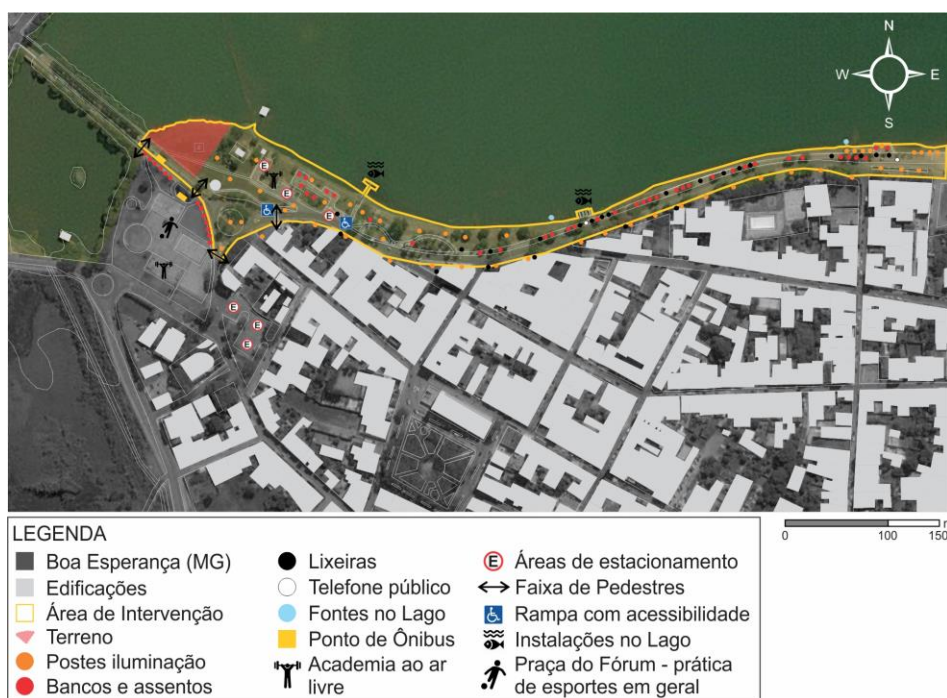 N
W E
S
E
E
E
E
E
E
0 100 150
LEGENDA
Boa Esperança (MG)
Edificações
Área de Intervenção
Terreno
Postes iluminação
Bancos e assentos
Lixeiras
Telefone público
Fontes no Lago
Ponto de Ônibus
Academia ao ar
livre
E Áreas de estacionamento
Faixa de Pedestres
Rampa com acessibilidade
Instalações no Lago
Praça do Fórum - prática
de esportes em geral